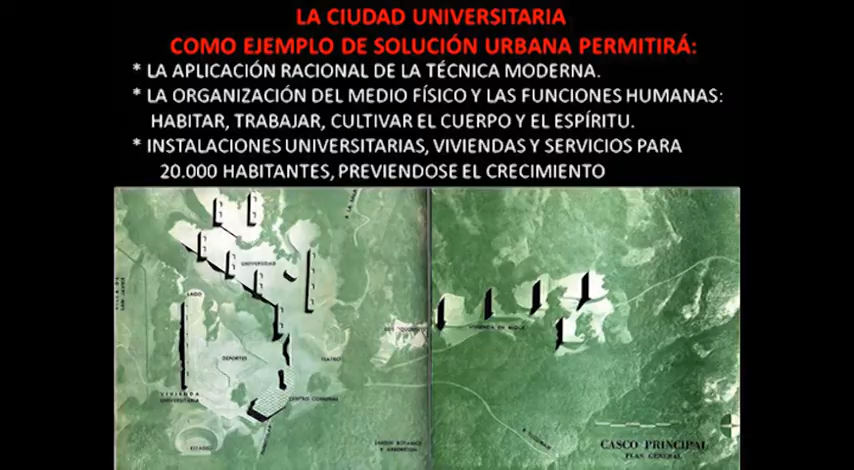 LA CIUDAD UNIVERSITARIA
COMO EJEMPLO DE SOLUCIÓN URBANA PERMITIRÁ:
* LA APLICACIÓN RACIONAL DE LA TÉCNICA MODERNA.
* LA ORGANIZACIÓN DEL MEDIO FÍSICO Y LAS FUNCIONES HUMANAS:
HABITAR, TRABAJAR, CULTIVAR EL CUERPO Y EL ESPÍRITU.
* INSTALACIONES UNIVERSITARIAS, VIVIENDAS Y SERVICIOS PARA
20.000 HABITANTES, PREVIENDOSE EL CRECIMIENTO
UNIVERSIDAD
LAGO
DEPORTES
TEATRO
VIVIENDA
UNIVERSITARIA
CENTRO COMUNAL
ESTADIO
JARDIN BOTANICO
Y ARBORETUM
VIVIENDA EN BLOCK
CASCO PRINCIPAL
PLAN GENERAL